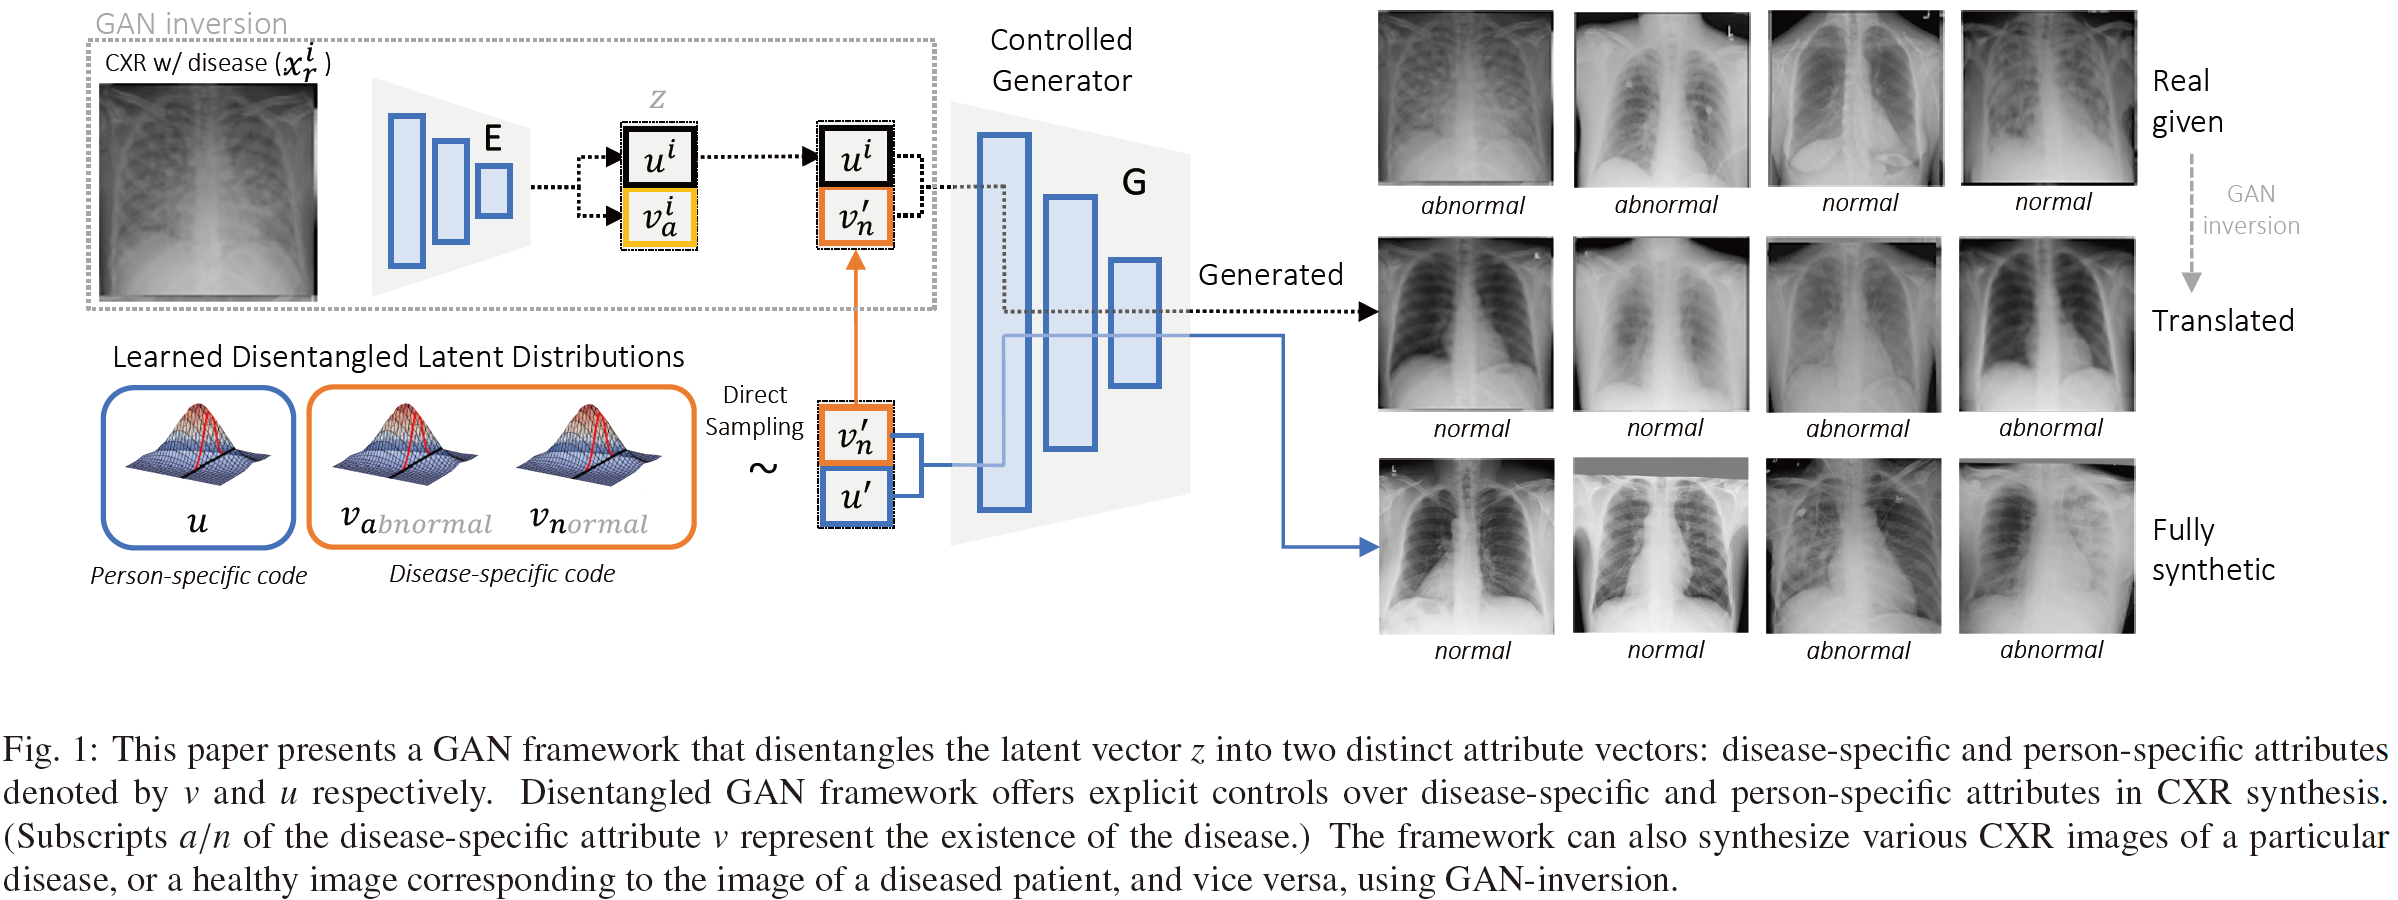 GAN inversion
CXR w/ disease (x_r^i)
E
z
u^i
v_a^i
u^i
v_n′
Controlled
Generator
G
Generated
Learned Disentangled Latent Distributions
u
v_abnormal
v_normal
Person-specific code
Disease-specific code
Direct
Sampling
~
v_n′
u′
abnormal
abnormal
normal
normal
Real
given
GAN
inversion
normal
normal
abnormal
abnormal
Translated
normal
normal
abnormal
abnormal
Fully
synthetic
Fig. 1: This paper presents a GAN framework that disentangles the latent vector z into two distinct attribute vectors: disease-specific and person-specific attributes
denoted by v and u respectively. Disentangled GAN framework offers explicit controls over disease-specific and person-specific attributes in CXR synthesis.
(Subscripts a/n of the disease-specific attribute v represent the existence of the disease.) The framework can also synthesize various CXR images of a particular
disease, or a healthy image corresponding to the image of a diseased patient, and vice versa, using GAN-inversion.